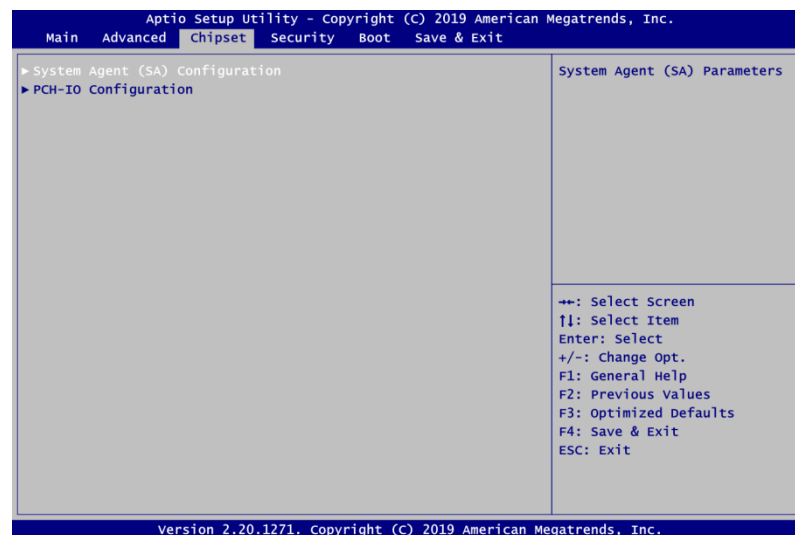 Aptio Setup Utility - Copyright (C) 2019 American Megatrends, Inc.
Main Advanced Chipset Security Boot Save & Exit
►System Agent (SA) Configuration
►PCH-IO Configuration
System Agent (SA) Parameters
→←: Select Screen
↑↓: Select Item
Enter: Select
+/-: Change Opt.
F1: General Help
F2: Previous Values
F3: Optimized Defaults
F4: Save & Exit
ESC: Exit
Version 2.20.1271. Copyright (C) 2019 American Megatrends, Inc.